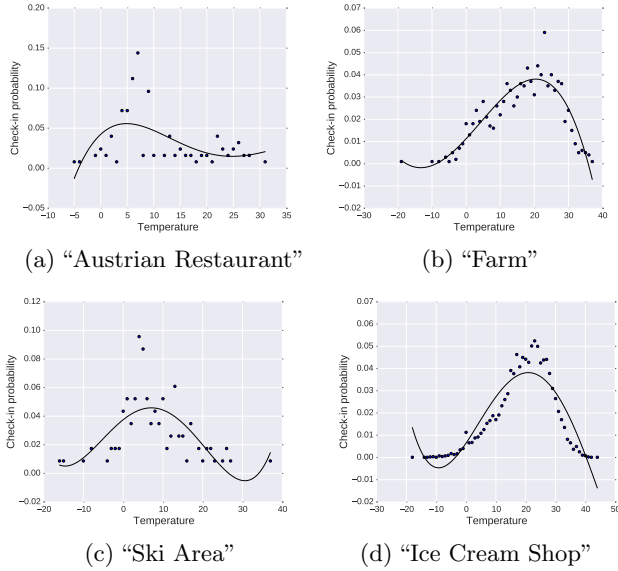 0.20
0.15
0.10
0.05
0.00
−0.05
−10 −5 0 5 10 15 20 25 30 35
Check-in probability
Temperature
(a) “Austrian Restaurant”
0.07
0.06
0.05
0.04
0.03
0.02
0.01
0.00
−0.01
−0.02
−30 −20 −10 0 10 20 30 40
Check-in probability
Temperature
(b) “Farm”
0.12
0.10
0.08
0.06
0.04
0.02
0.00
−0.02
−20 −10 0 10 20 30 40
Check-in probability
Temperature
(c) “Ski Area”
0.07
0.06
0.05
0.04
0.03
0.02
0.01
0.00
−0.01
−0.02
−30 −20 −10 0 10 20 30 40 50
Check-in probability
Temperature
(d) “Ice Cream Shop”